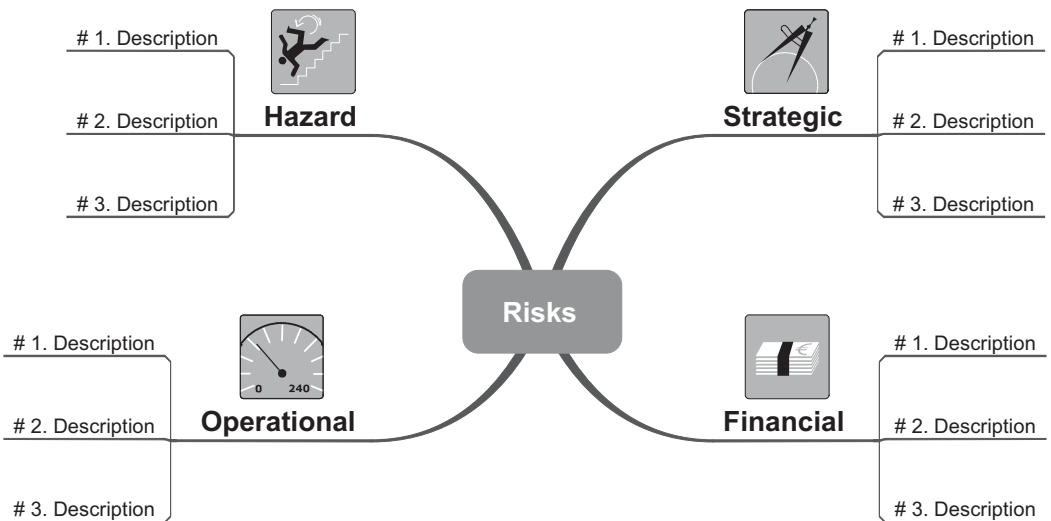 # 1. Description
# 2. Description
# 3. Description
Hazard
# 1. Description
# 2. Description
# 3. Description
Strategic
Risks
# 1. Description
# 2. Description
# 3. Description
0 240
Operational
€
# 1. Description
# 2. Description
# 3. Description
Financial